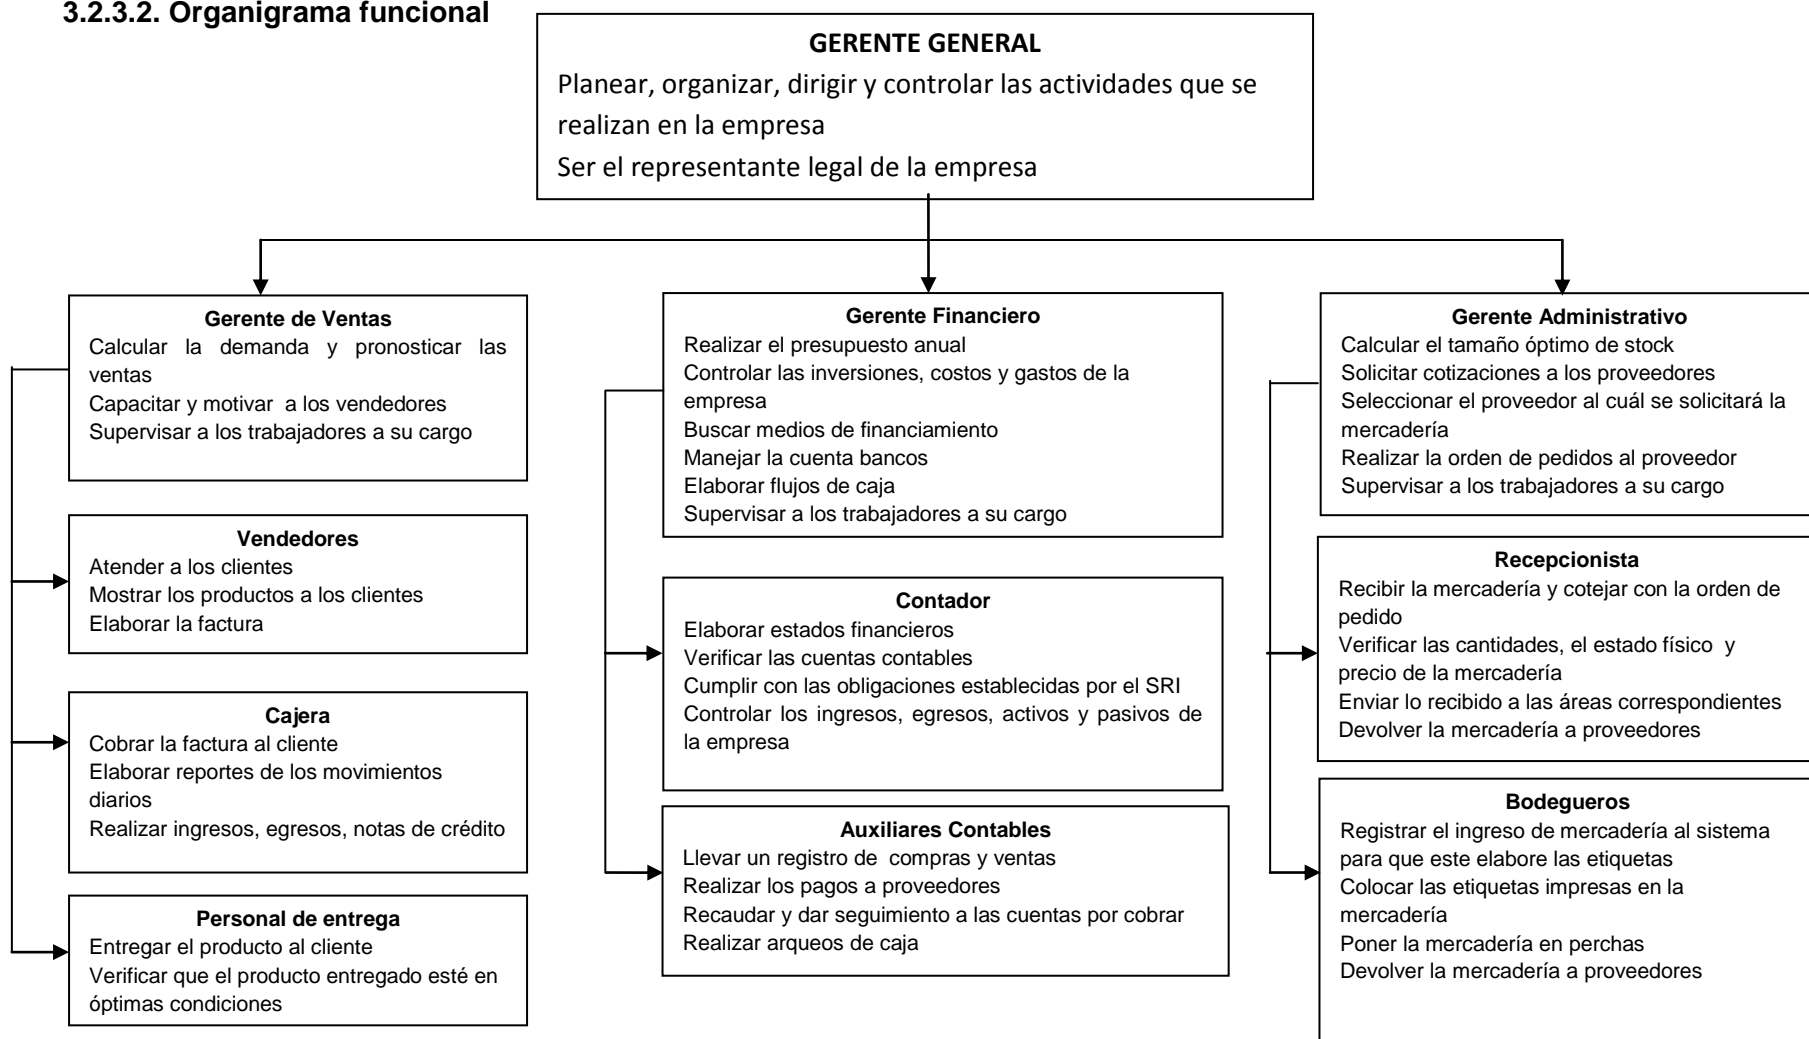 3.2.3.2. Organigrama funcional
GERENTE GENERAL
Planear, organizar, dirigir y controlar las actividades que se
realizan en la empresa
Ser el representante legal de la empresa
Gerente de Ventas
Calcular la demanda y pronosticar las
ventas
Capacitar y motivar a los vendedores
Supervisar a los trabajadores a su cargo
Vendedores
Atender a los clientes
Mostrar los productos a los clientes
Elaborar la factura
Cajera
Cobrar la factura al cliente
Elaborar reportes de los movimientos
diarios
Realizar ingresos, egresos, notas de crédito
Personal de entrega
Entregar el producto al cliente
Verificar que el producto entregado esté en
óptimas condiciones
Gerente Financiero
Realizar el presupuesto anual
Controlar las inversiones, costos y gastos de la
empresa
Buscar medios de financiamiento
Manejar la cuenta bancos
Elaborar flujos de caja
Supervisar a los trabajadores a su cargo
Contador
Elaborar estados financieros
Verificar las cuentas contables
Cumplir con las obligaciones establecidas por el SRI
Controlar los ingresos, egresos, activos y pasivos de
la empresa
Auxiliares Contables
Llevar un registro de compras y ventas
Realizar los pagos a proveedores
Recaudar y dar seguimiento a las cuentas por cobrar
Realizar arqueos de caja
Gerente Administrativo
Calcular el tamaño óptimo de stock
Solicitar cotizaciones a los proveedores
Seleccionar el proveedor al cuál se solicitará la
mercadería
Realizar la orden de pedidos al proveedor
Supervisar a los trabajadores a su cargo
Recepcionista
Recibir la mercadería y cotejar con la orden de
pedido
Verificar las cantidades, el estado físico y
precio de la mercadería
Enviar lo recibido a las áreas correspondientes
Devolver la mercadería a proveedores
Bodegueros
Registrar el ingreso de mercadería al sistema
para que este elabore las etiquetas
Colocar las etiquetas impresas en la
mercadería
Poner la mercadería en perchas
Devolver la mercadería a proveedores